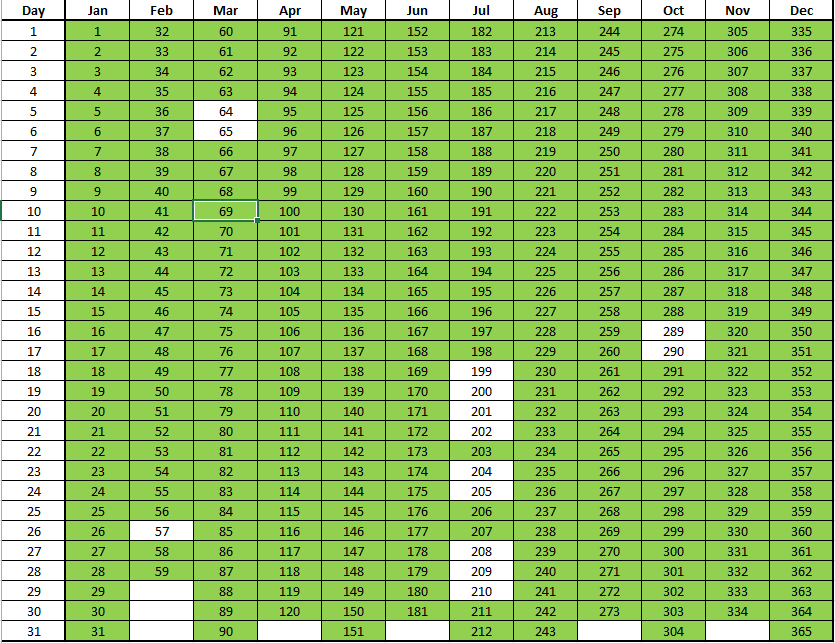 Day Jan Feb Mar Apr May Jun Jul Aug Sep Oct Nov Dec
1 1 32 60 91 121 152 182 213 244 274 305 335
2 2 33 61 92 122 153 183 214 245 275 306 336
3 3 34 62 93 123 154 184 215 246 276 307 337
4 4 35 63 94 124 155 185 216 247 277 308 338
5 5 36 64 95 125 156 186 217 248 278 309 339
6 6 37 65 96 126 157 187 218 249 279 310 340
7 7 38 66 97 127 158 188 219 250 280 311 341
8 8 39 67 98 128 159 189 220 251 281 312 342
9 9 40 68 99 129 160 190 221 252 282 313 343
10 10 41 69 100 130 161 191 222 253 283 314 344
11 11 42 70 101 131 162 192 223 254 284 315 345
12 12 43 71 102 132 163 193 224 255 285 316 346
13 13 44 72 103 133 164 194 225 256 286 317 347
14 14 45 73 104 134 165 195 226 257 287 318 348
15 15 46 74 105 135 166 196 227 258 288 319 349
16 16 47 75 106 136 167 197 228 259 289 320 350
17 17 48 76 107 137 168 198 229 260 290 321 351
18 18 49 77 108 138 169 199 230 261 291 322 352
19 19 50 78 109 139 170 200 231 262 292 323 353
20 20 51 79 110 140 171 201 232 263 293 324 354
21 21 52 80 111 141 172 202 233 264 294 325 355
22 22 53 81 112 142 173 203 234 265 295 326 356
23 23 54 82 113 143 174 204 235 266 296 327 357
24 24 55 83 114 144 175 205 236 267 297 328 358
25 25 56 84 115 145 176 206 237 268 298 329 359
26 26 57 85 116 146 177 207 238 269 299 330 360
27 27 58 86 117 147 178 208 239 270 300 331 361
28 28 59 87 118 148 179 209 240 271 301 332 362
29 29 88 119 149 180 210 241 272 302 333 363
30 30 89 120 150 181 211 242 273 303 334 364
31 31 90 151 212 243 304 365